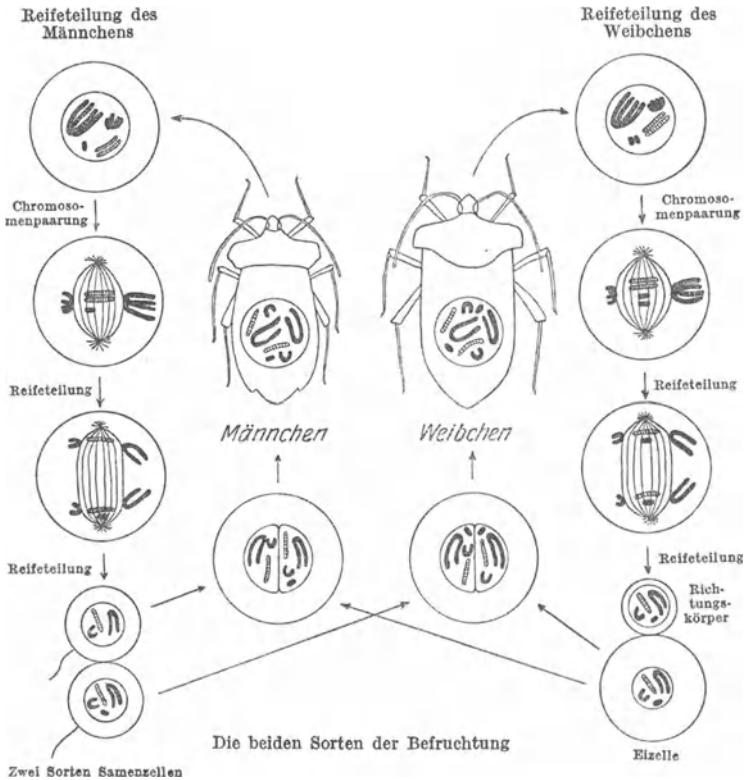 Reifeteilung des
Männchens
Reifeteilung des
Weibchens
Chromoso-
menpaarung
Chromoso-
menpaarung
Reifeteilung
Reifeteilung
Männchen
Weibchen
Reifeteilung
Reifeteilung
Rich-
tungs-
körper
Die beiden Sorten der Befruchtung
Eizelle
Zwei Sorten Samenzellen